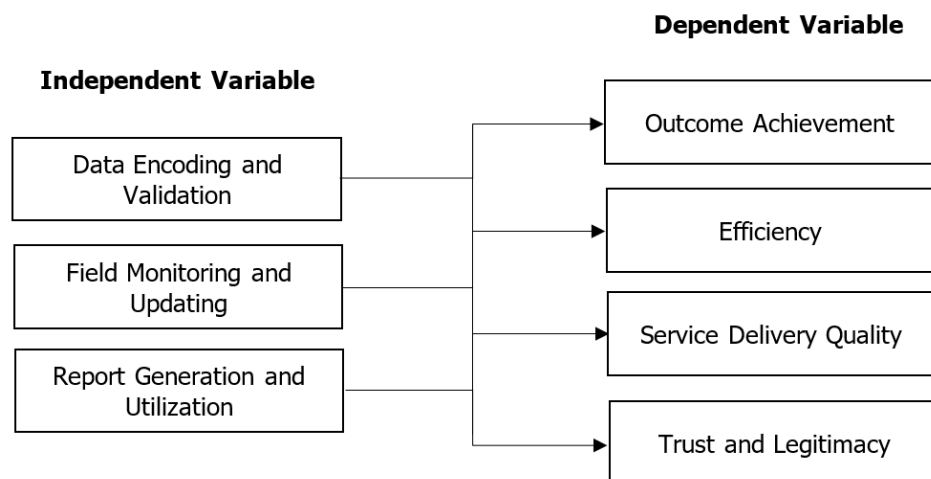 Independent Variable
Data Encoding and
Validation
Field Monitoring and
Updating
Report Generation and
Utilization
Dependent Variable
Outcome Achievement
Efficiency
Service Delivery Quality
Trust and Legitimacy